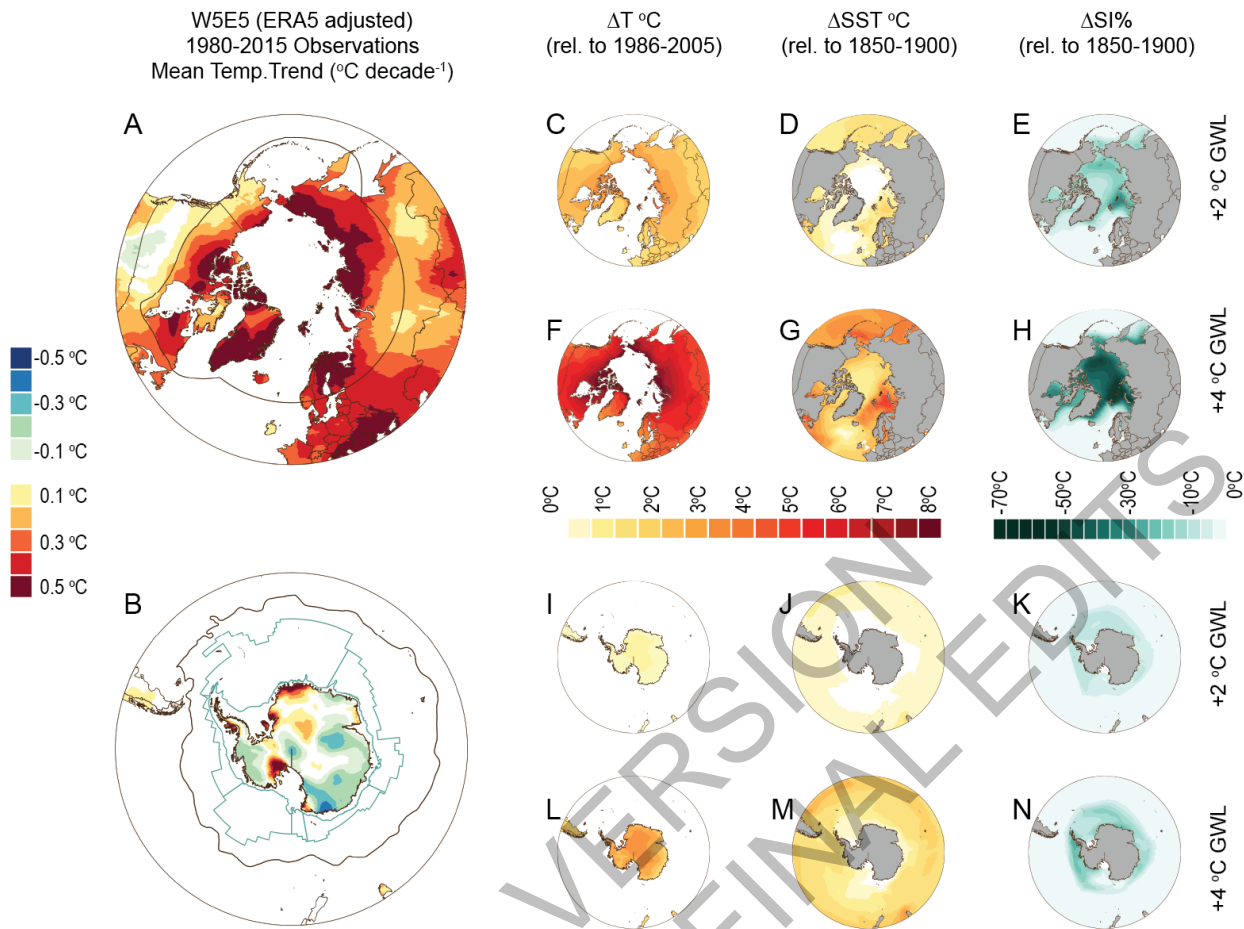 W5E5 (ERA5 adjusted)
1980-2015 Observations
Mean Temp.Trend (°C decade⁻¹)
ΔT °C
(rel. to 1986-2005)
ΔSST °C
(rel. to 1850-1900)
ΔSI%
(rel. to 1850-1900)
A
C
D
E
+2 °C GWL
F
G
H
+4 °C GWL
-0.5 °C
-0.3 °C
-0.1 °C
0.1 °C
0.3 °C
0.5 °C
0°C
1°C
2°C
3°C
4°C
5°C
6°C
7°C
8°C
-70°C
-50°C
-30°C
-10°C
0°C
B
I
J
K
+2 °C GWL
L
M
N
+4 °C GWL
VERSION
FINAL EDITS